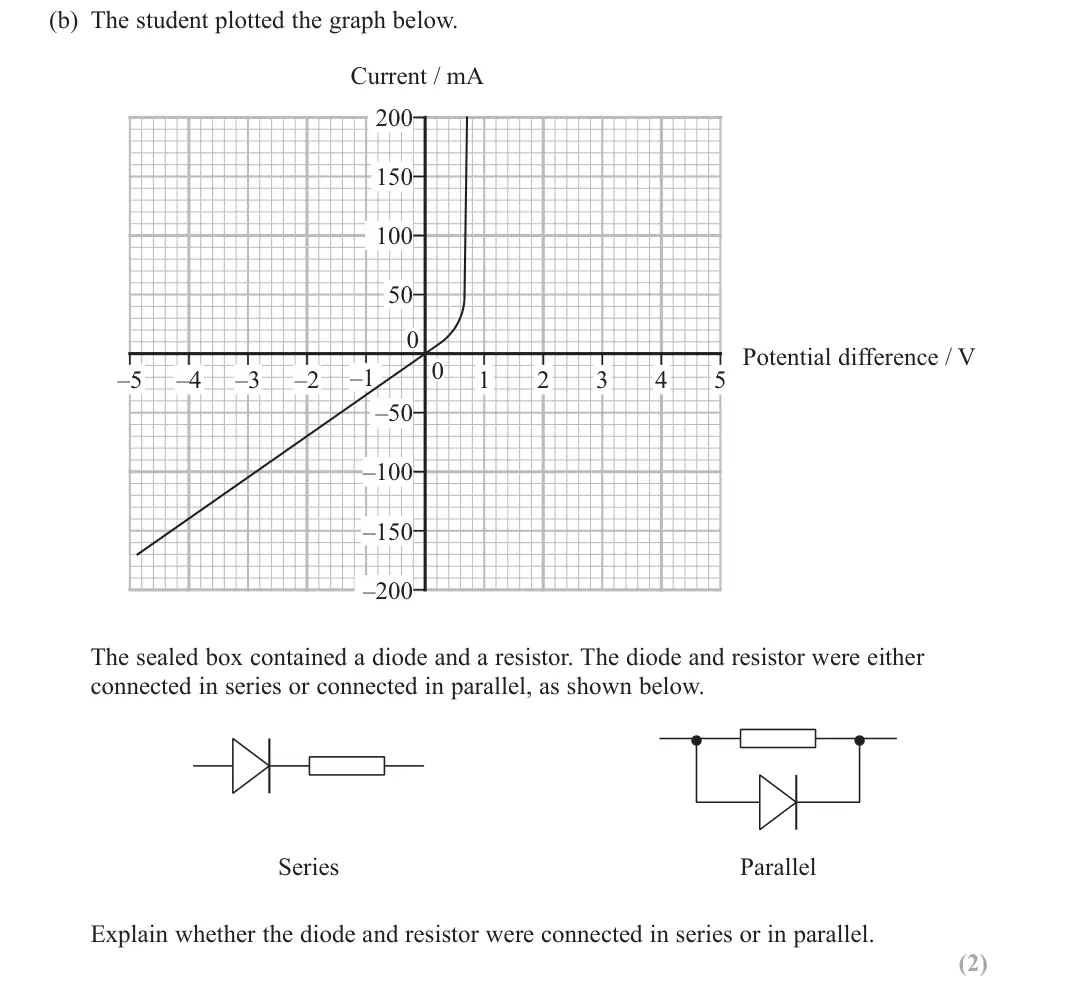 (b) The student plotted the graph below.
Current / mA
200
150
100
50
0
Potential difference / V
–5 –4 –3 –2 –1 0 1 2 3 4 5
–50
–100
–150
–200
The sealed box contained a diode and a resistor. The diode and resistor were either
connected in series or connected in parallel, as shown below.
Series Parallel
Explain whether the diode and resistor were connected in series or in parallel.
(2)